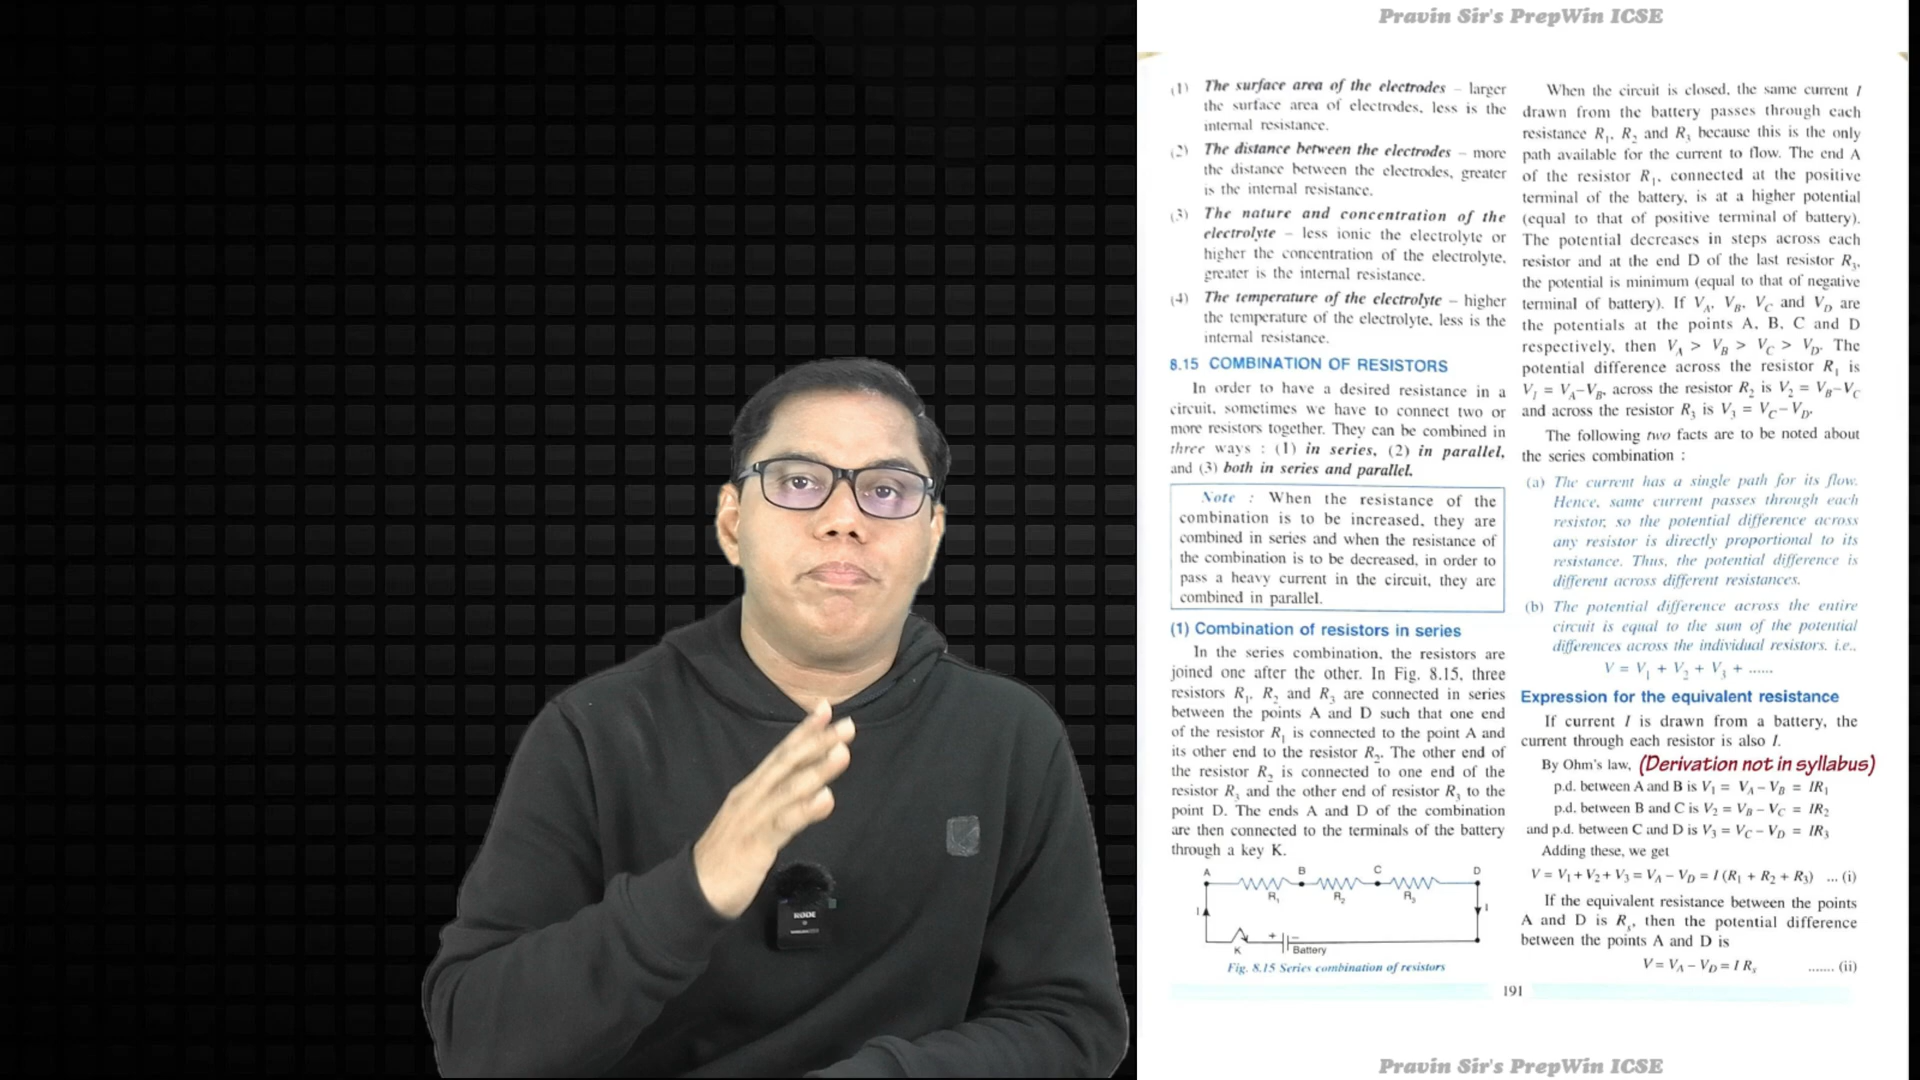 Pravin Sir's PrepWin ICSE
(1) The surface area of the electrodes – larger
the surface area of electrodes, less is the
internal resistance.
(2) The distance between the electrodes – more
the distance between the electrodes, greater
is the internal resistance.
(3) The nature and concentration of the
electrolyte – less ionic the electrolyte or
higher the concentration of the electrolyte,
greater is the internal resistance.
(4) The temperature of the electrolyte – higher
the temperature of the electrolyte, less is the
internal resistance.
8.15 COMBINATION OF RESISTORS
In order to have a desired resistance in a
circuit, sometimes we have to connect two or
more resistors together. They can be combined in
three ways : (1) in series, (2) in parallel,
and (3) both in series and parallel.
Note : When the resistance of the
combination is to be increased, they are
combined in series and when the resistance of
the combination is to be decreased, in order to
pass a heavy current in the circuit, they are
combined in parallel.
(1) Combination of resistors in series
In the series combination, the resistors are
joined one after the other. In Fig. 8.15, three
resistors R₁, R₂ and R₃ are connected in series
between the points A and D such that one end
of the resistor R₁ is connected to the point A and
its other end to the resistor R₂. The other end of
the resistor R₂ is connected to one end of the
resistor R₃ and the other end of resistor R₃ to the
point D. The ends A and D of the combination
are then connected to the terminals of the battery
through a key K.
A B C D
R₁ R₂ R₃
I I
K + – Battery
Fig. 8.15 Series combination of resistors
When the circuit is closed, the same current I
drawn from the battery passes through each
resistance R₁, R₂ and R₃ because this is the only
path available for the current to flow. The end A
of the resistor R₁, connected at the positive
terminal of the battery, is at a higher potential
(equal to that of positive terminal of battery).
The potential decreases in steps across each
resistor and at the end D of the last resistor R₃,
the potential is minimum (equal to that of negative
terminal of battery). If V_A, V_B, V_C and V_D are
the potentials at the points A, B, C and D
respectively, then V_A > V_B > V_C > V_D. The
potential difference across the resistor R₁ is
V₁ = V_A–V_B, across the resistor R₂ is V₂ = V_B–V_C
and across the resistor R₃ is V₃ = V_C–V_D.
The following two facts are to be noted about
the series combination :
(a) The current has a single path for its flow.
Hence, same current passes through each
resistor, so the potential difference across
any resistor is directly proportional to its
resistance. Thus, the potential difference is
different across different resistances.
(b) The potential difference across the entire
circuit is equal to the sum of the potential
differences across the individual resistors. i.e.,
V = V₁ + V₂ + V₃ + ......
Expression for the equivalent resistance
If current I is drawn from a battery, the
current through each resistor is also I.
By Ohm's law, (Derivation not in syllabus)
p.d. between A and B is V₁ = V_A – V_B = IR₁
p.d. between B and C is V₂ = V_B – V_C = IR₂
and p.d. between C and D is V₃ = V_C – V_D = IR₃
Adding these, we get
V = V₁ + V₂ + V₃ = V_A – V_D = I (R₁ + R₂ + R₃) ... (i)
If the equivalent resistance between the points
A and D is R_s, then the potential difference
between the points A and D is
V = V_A – V_D = I R_s ....... (ii)
191
RODE
Pravin Sir's PrepWin ICSE